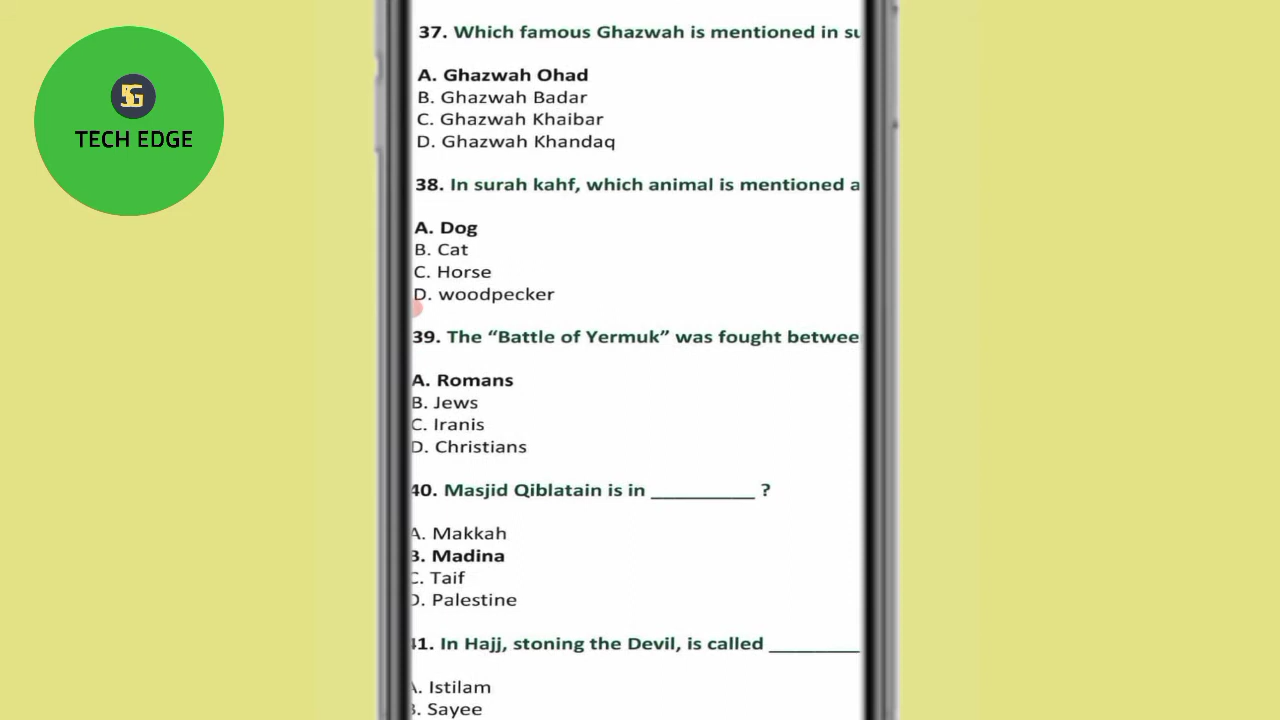 5G
TECH EDGE
37. Which famous Ghazwah is mentioned in su
A. Ghazwah Ohad
B. Ghazwah Badar
C. Ghazwah Khaibar
D. Ghazwah Khandaq
38. In surah kahf, which animal is mentioned a
A. Dog
B. Cat
C. Horse
D. woodpecker
39. The “Battle of Yermuk” was fought betwee
A. Romans
B. Jews
C. Iranis
D. Christians
40. Masjid Qiblatain is in __________ ?
A. Makkah
B. Madina
C. Taif
D. Palestine
41. In Hajj, stoning the Devil, is called _________
A. Istilam
B. Sayee